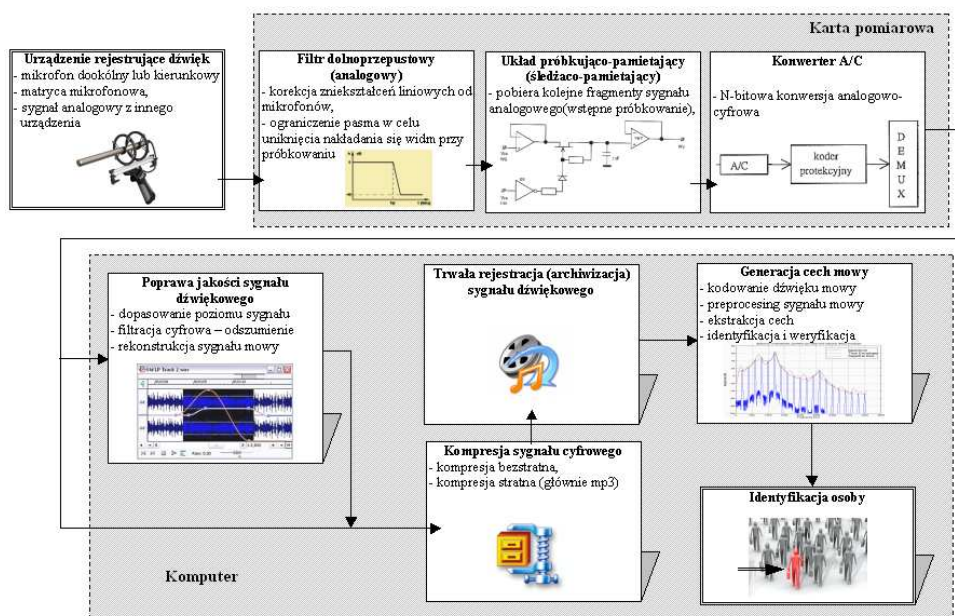 Karta pomiarowa
Urządzenie rejestrujące dźwięk
- mikrofon dookólny lub kierunkowy
- matryca mikrofonowa,
- sygnał analogowy z innego
urządzenia
Filtr dolnoprzepustowy
(analogowy)
- korekcja zniekształceń liniowych od
mikrofonów,
- ograniczenie pasma w celu
uniknięcia nakładania się widm przy
próbkowaniu
Układ próbkująco-pamietający
(śledżaco-pamietający)
- pobiera kolejne fragmenty sygnału
analogowego(wstępne próbkowanie),
Konwerter A/C
- N-bitowa konwersja analogowo-
cyfrowa
A/C
koder
protekcyjny
D
E
M
U
X
Poprawa jakości sygnału
dźwiękowego
- dopasowanie poziomu sygnału
- filtracja cyfrowa – odszumienie
- rekonstrukcja sygnału mowy
Trwała rejestracja (archiwizacja)
sygnału dźwiękowego
Generacja cech mowy
- kodowanie dźwięku mowy
- preprocesing sygnału mowy
- ekstrakcja cech
- identyfikacja i weryfikacja
Kompresja sygnału cyfrowego
- kompresja bezstratna,
- kompresja stratna (głównie mp3)
Identyfikacja osoby
Komputer